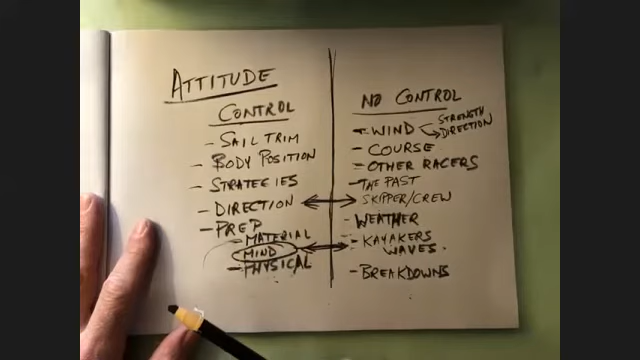 ATTITUDE
CONTROL
- SAIL TRIM
- BODY POSITION
- STRATEGIES
- DIRECTION
- PREP
- MATERIAL
MIND
- PHYSICAL
NO CONTROL
- WIND
STRENGTH
DIRECTION
- COURSE
- OTHER RACERS
- THE PAST
SKIPPER/CREW
- WEATHER
- KAYAKERS
WAVES.
- BREAKDOWNS